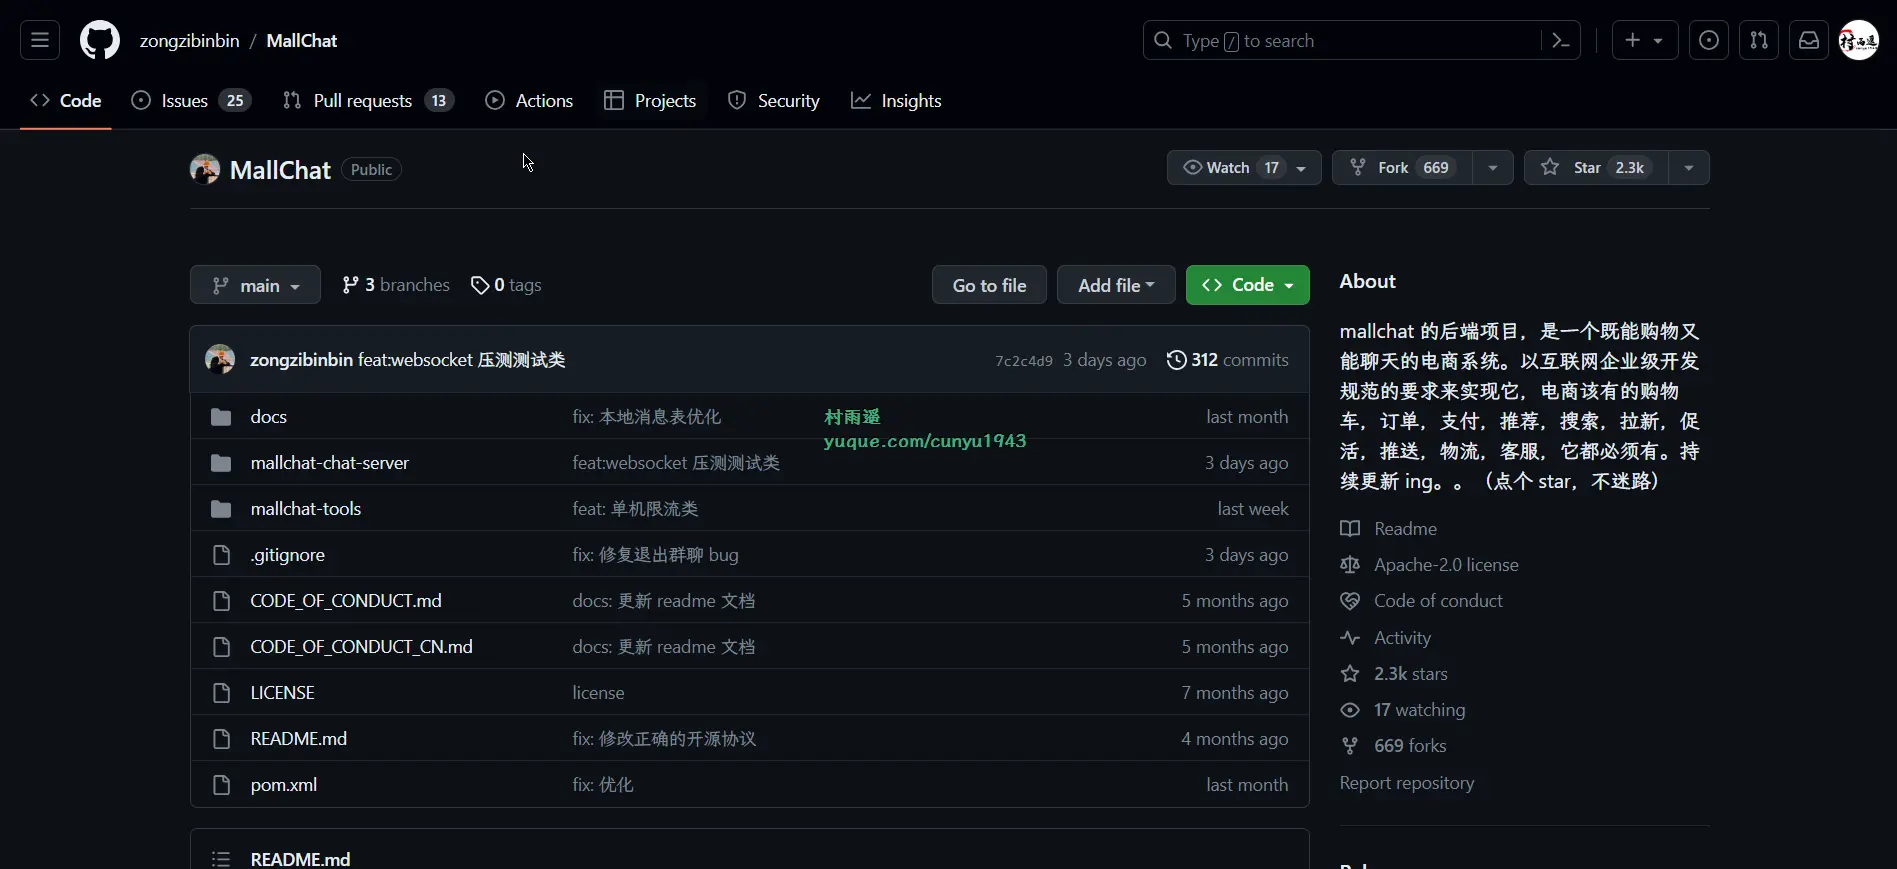 zongzibinbin / MallChat
Type / to search
Code
Issues 25
Pull requests 13
Actions
Projects
Security
Insights
MallChat Public
Watch 17
Fork 669
Star 2.3k
main
3 branches
0 tags
Go to file
Add file
Code
zongzibinbin feat:websocket 压测测试类 7c2c4d9 3 days ago 312 commits
docs fix: 本地消息表优化 last month
村雨遥
yuque.com/cunyu1943
mallchat-chat-server feat:websocket 压测测试类 3 days ago
mallchat-tools feat: 单机限流类 last week
.gitignore fix: 修复退出群聊 bug 3 days ago
CODE_OF_CONDUCT.md docs: 更新 readme 文档 5 months ago
CODE_OF_CONDUCT_CN.md docs: 更新 readme 文档 5 months ago
LICENSE license 7 months ago
README.md fix: 修改正确的开源协议 4 months ago
pom.xml fix: 优化 last month
README.md
About
mallchat 的后端项目，是一个既能购物又
能聊天的电商系统。以互联网企业级开发
规范的要求来实现它，电商该有的购物
车，订单，支付，推荐，搜索，拉新，促
活，推送，物流，客服，它都必须有。持
续更新 ing。。（点个 star，不迷路）
Readme
Apache-2.0 license
Code of conduct
Activity
2.3k stars
17 watching
669 forks
Report repository